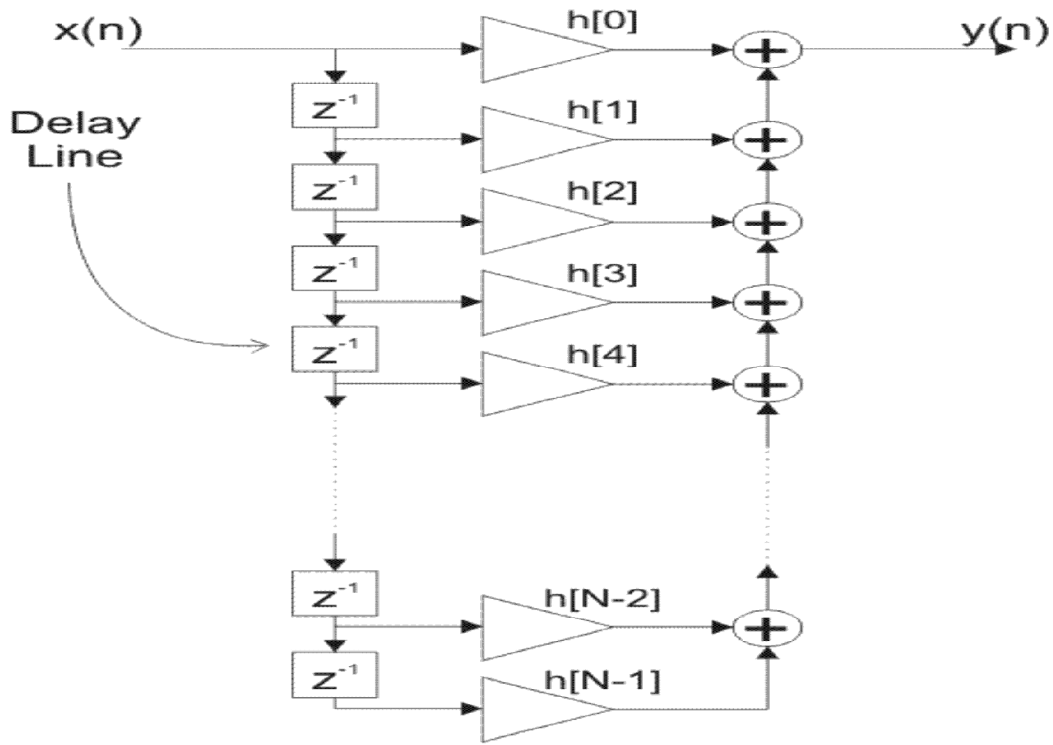 x(n)
h[0]
y(n)
z⁻¹
h[1]
Delay
Line
z⁻¹
h[2]
z⁻¹
h[3]
z⁻¹
h[4]
z⁻¹
h[N-2]
z⁻¹
h[N-1]